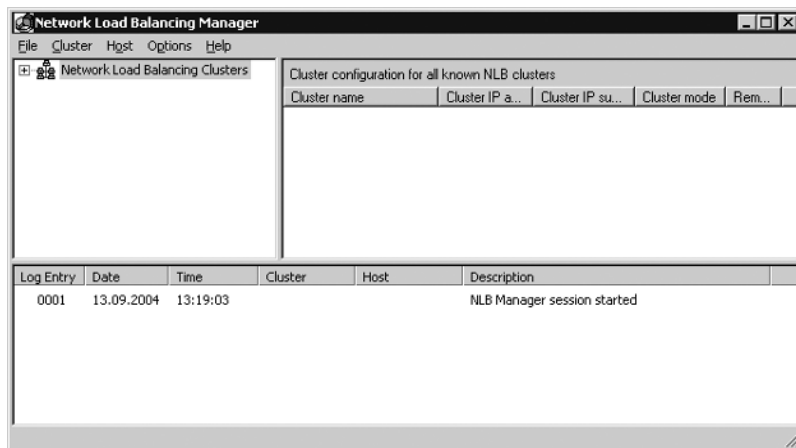 Network Load Balancing Manager
File Cluster Host Options Help
Network Load Balancing Clusters
Cluster configuration for all known NLB clusters
Cluster name Cluster IP a... Cluster IP su... Cluster mode Rem...
Log Entry Date Time Cluster Host Description
0001 13.09.2004 13:19:03 NLB Manager session started